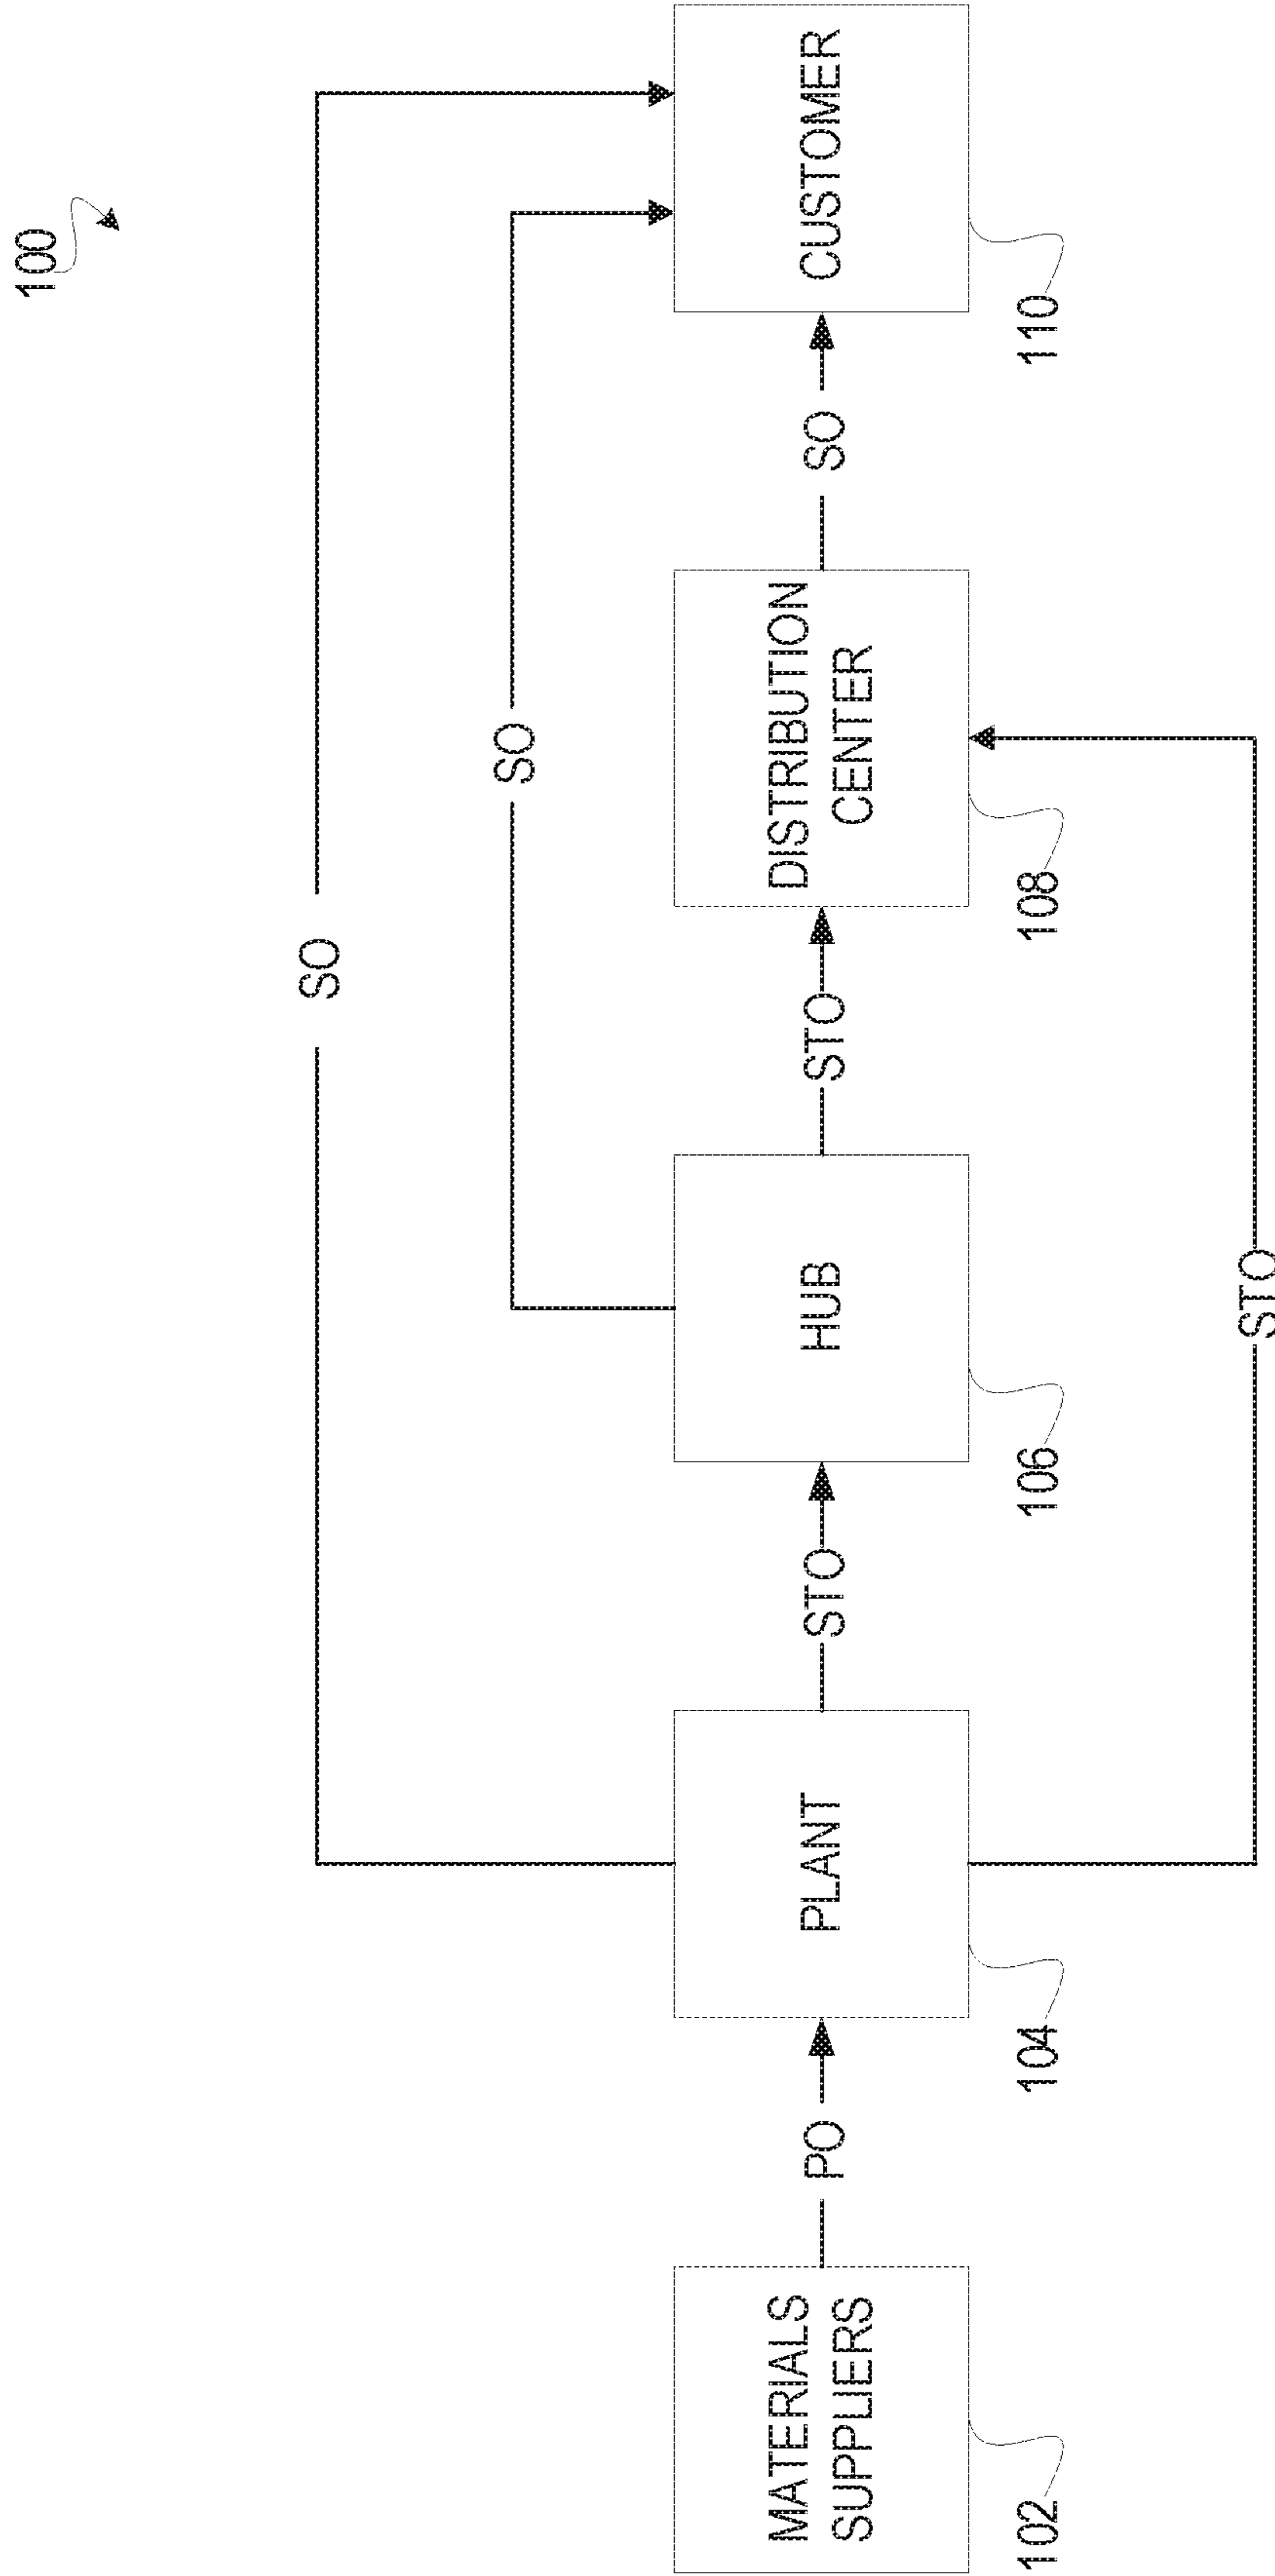 100
SO
SO
MATERIALS
SUPPLIERS
PO
PLANT
STO
HUB
STO
DISTRIBUTION
CENTER
SO
CUSTOMER
102
104
106
108
110
STO